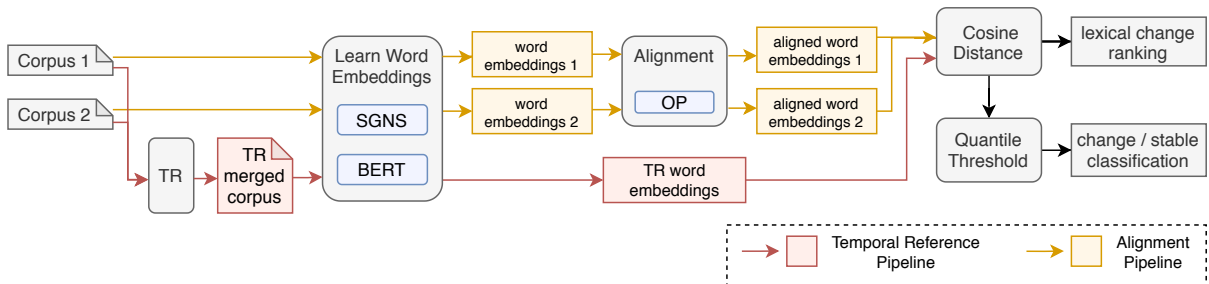 Corpus 1
Corpus 2
TR
TR
merged
corpus
Learn Word
Embeddings
SGNS
BERT
word
embeddings 1
word
embeddings 2
Alignment
OP
aligned word
embeddings 1
aligned word
embeddings 2
TR word
embeddings
Cosine
Distance
lexical change
ranking
Quantile
Threshold
change / stable
classification
Temporal Reference
Pipeline
Alignment
Pipeline